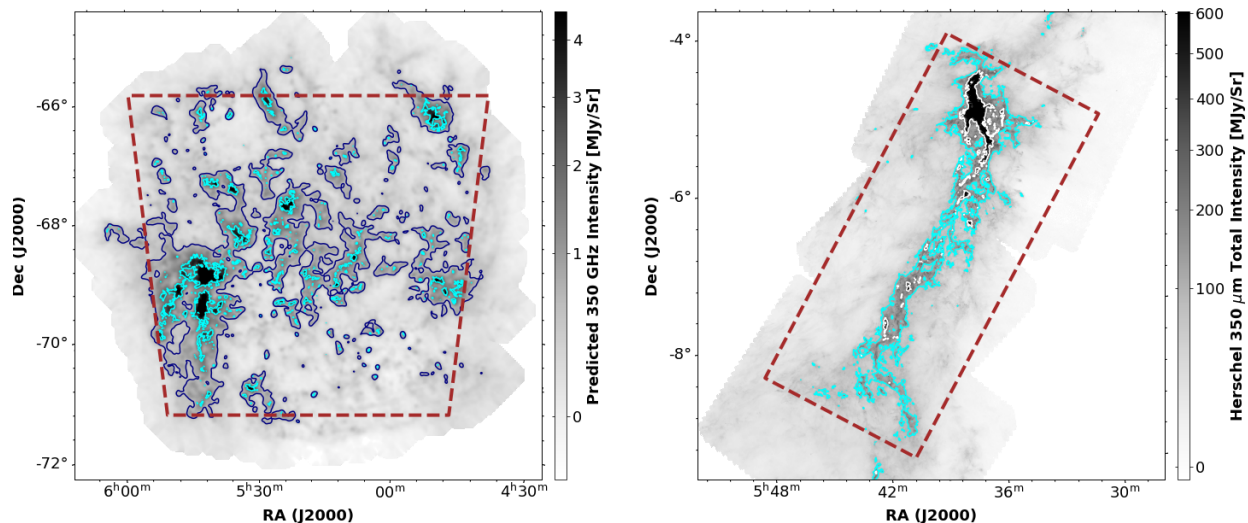 -66°
-68°
-70°
-72°
Dec (J2000)
6ʰ00ᵐ
5ʰ30ᵐ
00ᵐ
4ʰ30ᵐ
RA (J2000)
4
3
2
1
0
Predicted 350 GHz Intensity [MJy/Sr]
-4°
-6°
-8°
Dec (J2000)
5ʰ48ᵐ
42ᵐ
36ᵐ
30ᵐ
RA (J2000)
600
500
400
300
200
100
0
Herschel 350 μm Total Intensity [MJy/Sr]